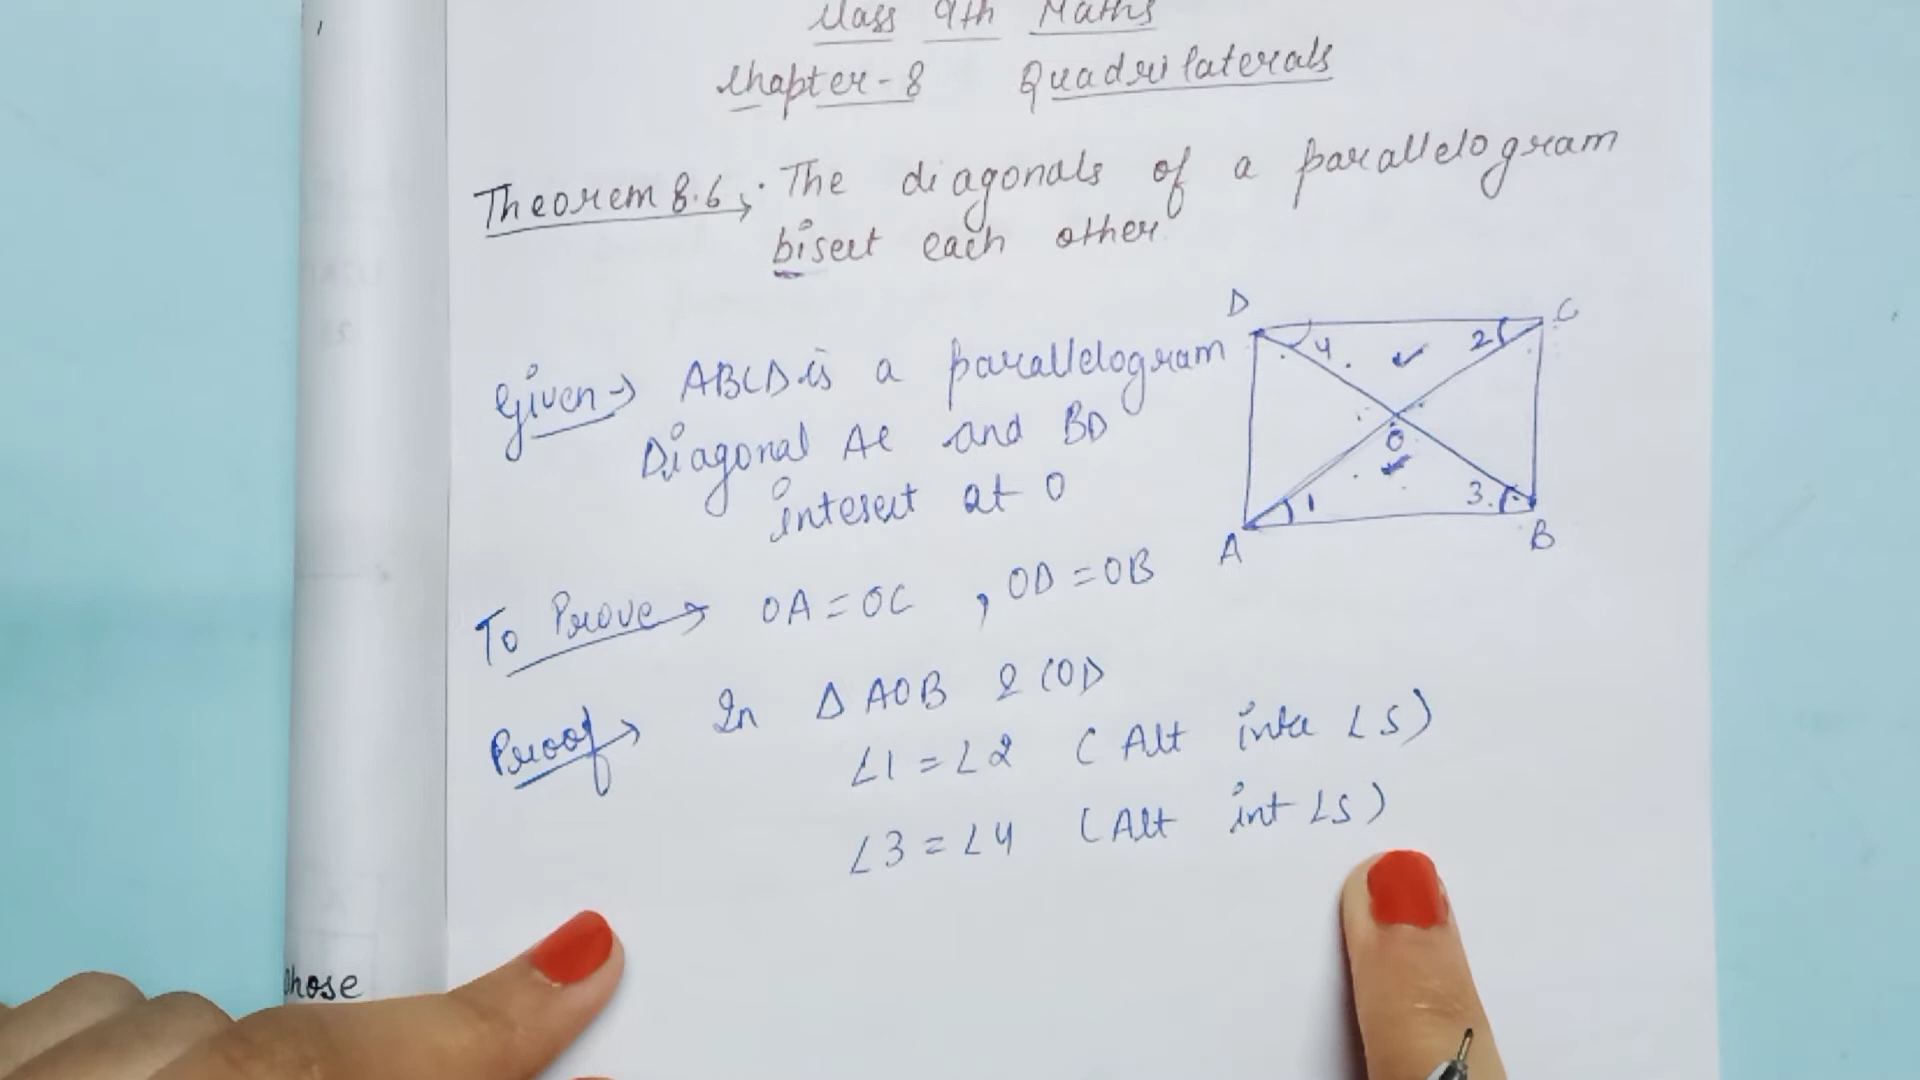 Class 9th Maths
Chapter-8 Quadrilaterals
Theorem 8.6 → The diagonals of a parallelogram
bisect each other
D C
4 2
Given → ABCD is a parallelogram
Diagonal AC and BD
O
intesect at O
1 3
A B
To Prove → OA = OC , OD = OB
Proof → In Δ AOB & COD
∠1 = ∠2 (Alt inte ∠S)
∠3 = ∠4 (Alt int ∠S)